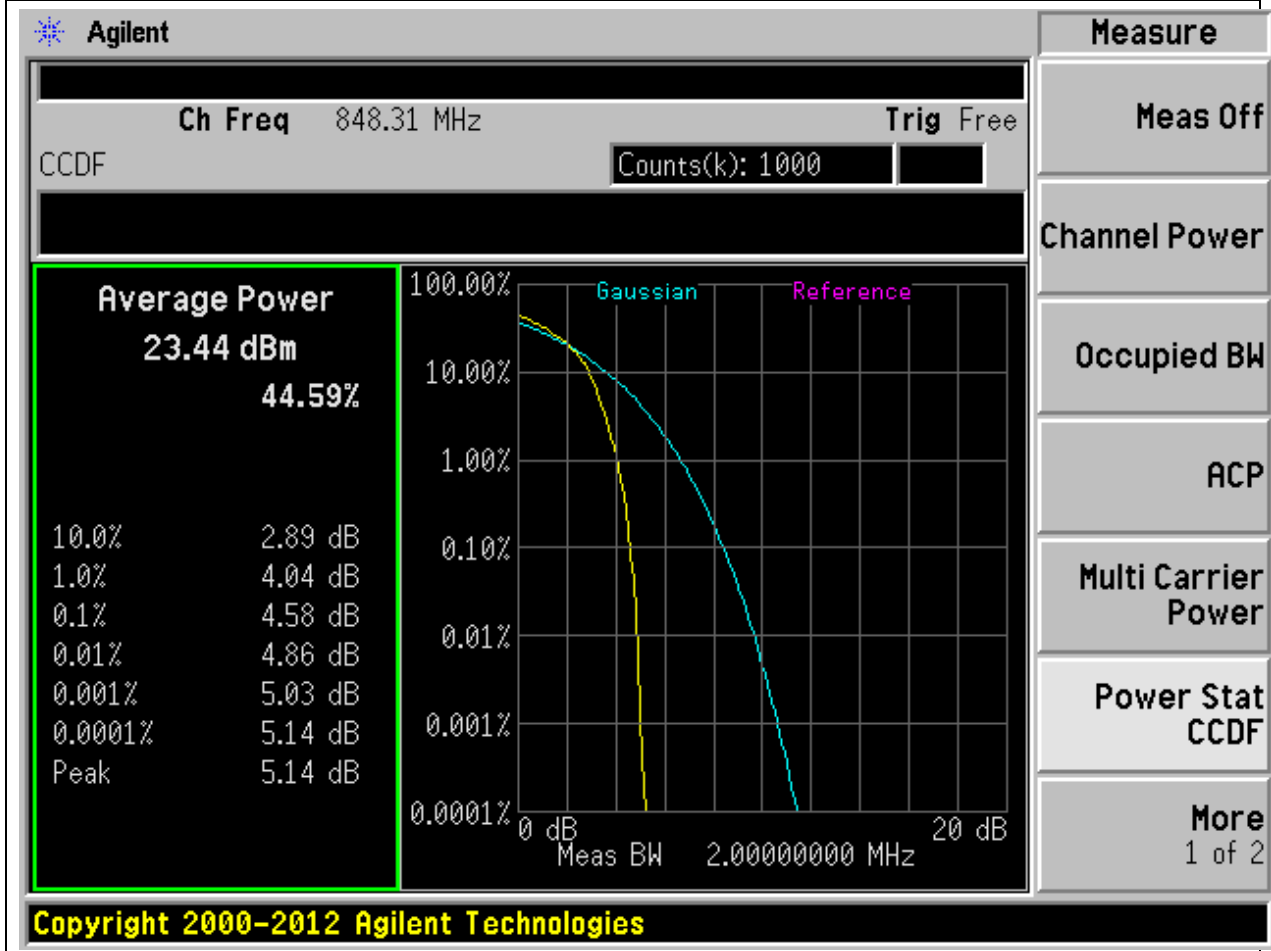 Agilent
Measure
Ch Freq 848.31 MHz Trig Free
CCDF Counts(k): 1000
Meas Off
Channel Power
Occupied BW
ACP
Multi Carrier
Power
Power Stat
CCDF
More
1 of 2
Average Power
23.44 dBm
44.59%
10.0% 2.89 dB
1.0% 4.04 dB
0.1% 4.58 dB
0.01% 4.86 dB
0.001% 5.03 dB
0.0001% 5.14 dB
Peak 5.14 dB
Gaussian Reference
100.00%
10.00%
1.00%
0.10%
0.01%
0.001%
0.0001%
0 dB 20 dB
Meas BW 2.00000000 MHz
Copyright 2000-2012 Agilent Technologies